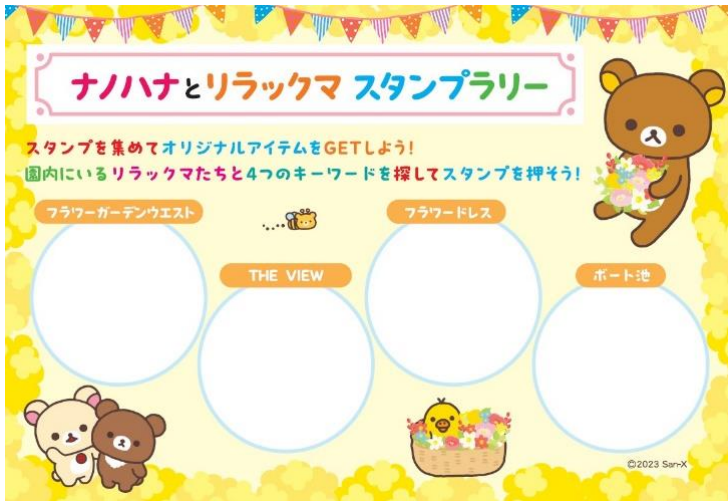 ナノハナとリラックマ スタンプラリー
スタンプを集めてオリジナルアイテムをGETしよう!
園内にいるリラックマたちと4つのキーワードを探してスタンプを押そう!
フラワーガーデンウエスト
フラワードレス
THE VIEW
ボート池
©2023 San-X